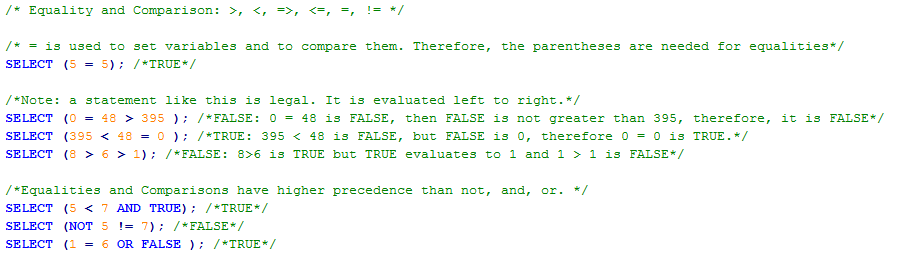 /* Equality and Comparison: >, <, =>, <=, =, != */
/* = is used to set variables and to compare them. Therefore, the parentheses are needed for equalities*/
SELECT (5 = 5); /*TRUE*/
/*Note: a statement like this is legal. It is evaluated left to right.*/
SELECT (0 = 48 > 395 ); /*FALSE: 0 = 48 is FALSE, then FALSE is not greater than 395, therefore, it is FALSE*/
SELECT (395 < 48 = 0 ); /*TRUE: 395 < 48 is FALSE, but FALSE is 0, therefore 0 = 0 is TRUE.*/
SELECT (8 > 6 > 1); /*FALSE: 8>6 is TRUE but TRUE evaluates to 1 and 1 > 1 is FALSE*/
/*Equalities and Comparisons have higher precedence than not, and, or. */
SELECT (5 < 7 AND TRUE); /*TRUE*/
SELECT (NOT 5 != 7); /*FALSE*/
SELECT (1 = 6 OR FALSE ); /*TRUE*/